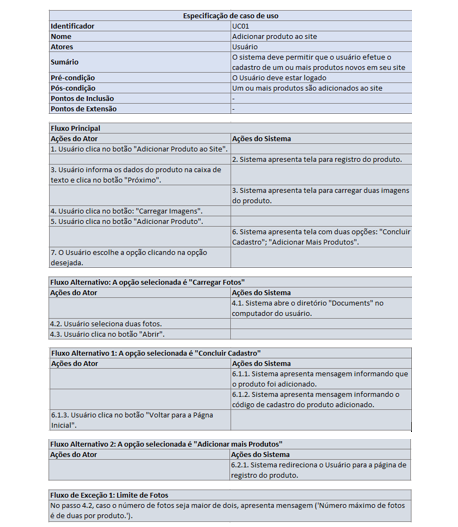 Especificação de caso de uso
Identificador UC01
Nome Adicionar produto ao site
Atores Usuário
Sumário O sistema deve permitir que o usuário efetue o
cadastro de um ou mais produtos novos em seu site
Pré-condição O Usuário deve estar logado
Pós-condição Um ou mais produtos são adicionados ao site
Pontos de Inclusão -
Pontos de Extensão -
Fluxo Principal
Ações do Ator Ações do Sistema
1. Usuário clica no botão "Adicionar Produto ao Site".
2. Sistema apresenta tela para registro do produto.
3. Usuário informa os dados do produto na caixa de
texto e clica no botão "Próximo".
3. Sistema apresenta tela para carregar duas imagens
do produto.
4. Usuário clica no botão: "Carregar Imagens".
5. Usuário clica no botão "Adicionar Produto".
6. Sistema apresenta tela com duas opções: "Concluir
Cadastro"; "Adicionar Mais Produtos".
7. O Usuário escolhe a opção clicando na opção
desejada.
Fluxo Alternativo: A opção selecionada é "Carregar Fotos"
Ações do Ator Ações do Sistema
4.1. Sistema abre o diretório "Documents" no
computador do usuário.
4.2. Usuário seleciona duas fotos.
4.3. Usuário clica no botão "Abrir".
Fluxo Alternativo 1: A opção selecionada é "Concluir Cadastro"
Ações do Ator Ações do Sistema
6.1.1. Sistema apresenta mensagem informando que
o produto foi adicionado.
6.1.2. Sistema apresenta mensagem informando o
código de cadastro do produto adicionado.
6.1.3. Usuário clica no botão "Voltar para a Págna
Inicial".
Fluxo Alternativo 2: A opção selecionada é "Adicionar mais Produtos"
Ações do Ator Ações do Sistema
6.2.1. Sistema redireciona o Usuário para a página de
registro do produto.
Fluxo de Exceção 1: Limite de Fotos
No passo 4.2, caso o número de fotos seja maior de dois, apresenta mensagem ('Número máximo de fotos
é de duas por produto.').